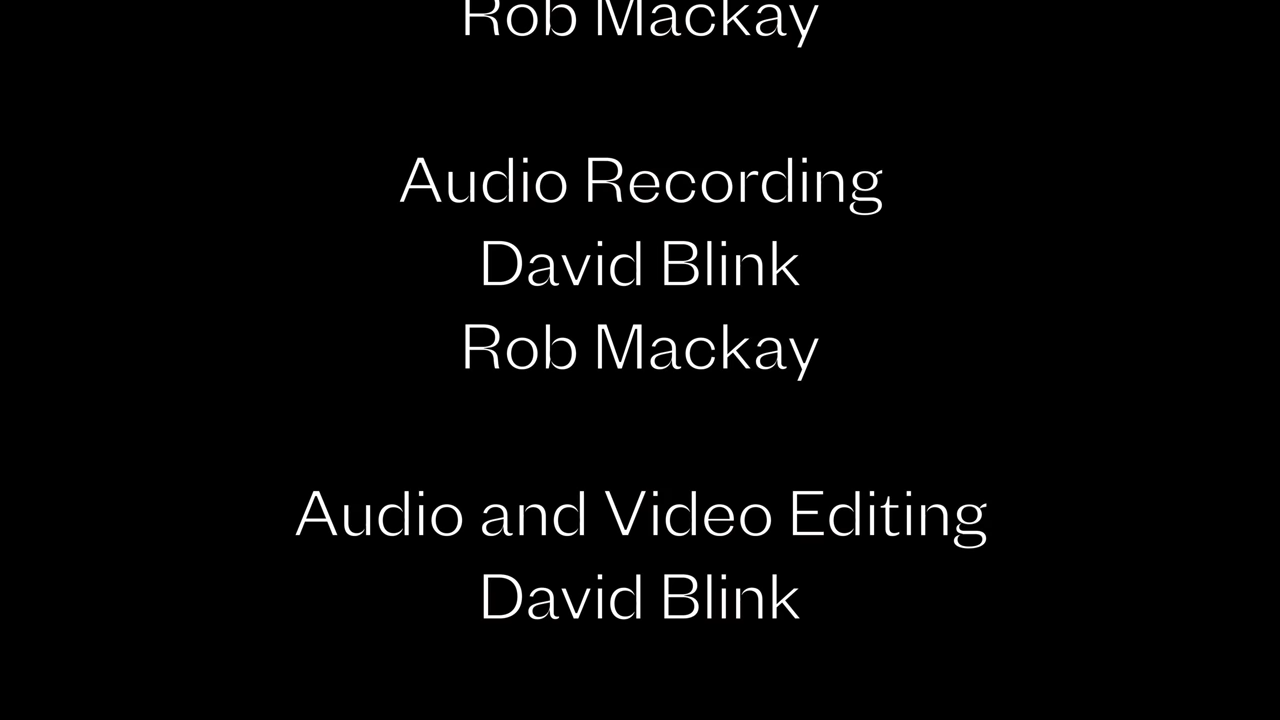 Rob Mackay
Audio Recording
David Blink
Rob Mackay
Audio and Video Editing
David Blink